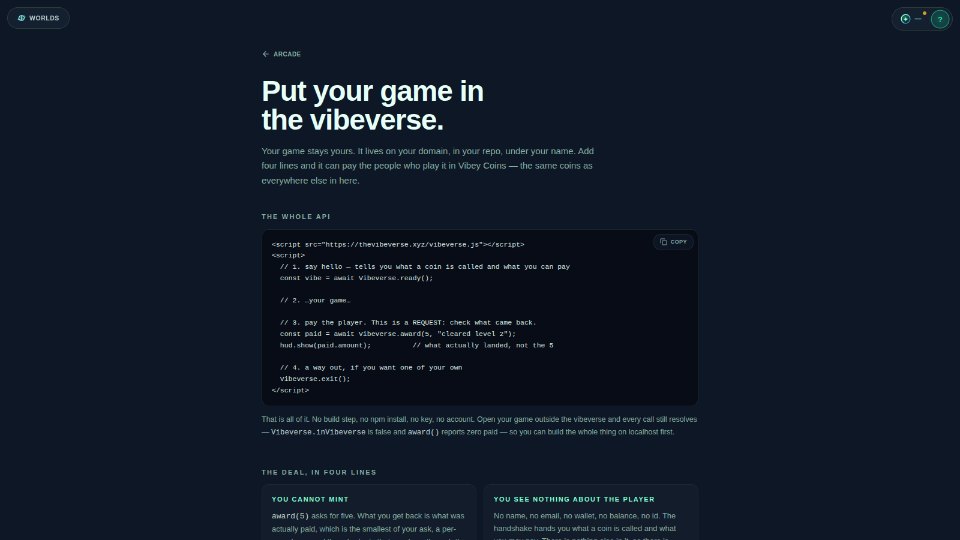 WORLDS
— ?
ARCADE
Put your game in
the vibeverse.
Your game stays yours. It lives on your domain, in your repo, under your name. Add
four lines and it can pay the people who play it in Vibey Coins — the same coins as
everywhere else in here.
THE WHOLE API
COPY
<script src="https://thevibeverse.xyz/vibeverse.js"></script>
<script>
// 1. say hello — tells you what a coin is called and what you can pay
const vibe = await Vibeverse.ready();
// 2. …your game…
// 3. pay the player. This is a REQUEST: check what came back.
const paid = await Vibeverse.award(5, "cleared level 2");
hud.show(paid.amount); // what actually landed, not the 5
// 4. a way out, if you want one of your own
Vibeverse.exit();
</script>
That is all of it. No build step, no npm install, no key, no account. Open your game outside the vibeverse and every call still resolves
— Vibeverse.inVibeverse is false and award() reports zero paid — so you can build the whole thing on localhost first.
THE DEAL, IN FOUR LINES
YOU CANNOT MINT
award(5) asks for five. What you get back is what was
actually paid, which is the smallest of your ask, a per-
YOU SEE NOTHING ABOUT THE PLAYER
No name, no email, no wallet, no balance, no id. The
handshake hands you what a coin is called and what